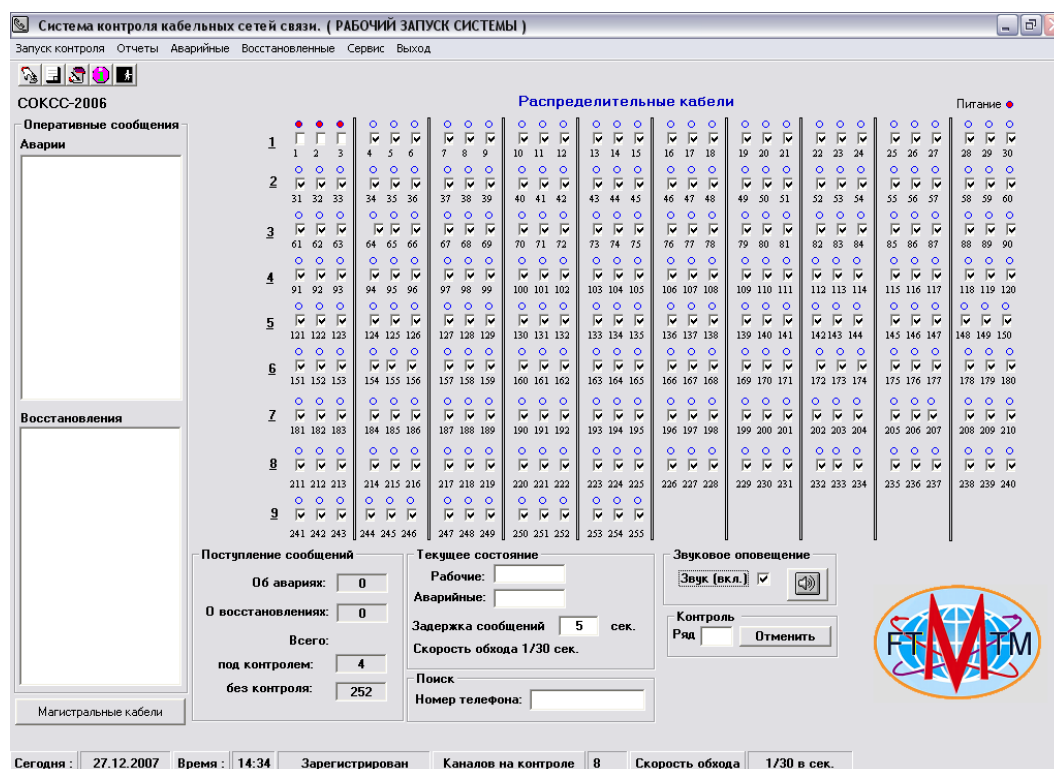 Система контроля кабельных сетей связи. ( РАБОЧИЙ ЗАПУСК СИСТЕМЫ )
Запуск контроля Отчеты Аварийные Восстановленные Сервис Выход
СОКСС-2006
Распределительные кабели
Питание
Оперативные сообщения
Аварии
1
1 2 3 4 5 6 7 8 9 10 11 12 13 14 15 16 17 18 19 20 21 22 23 24 25 26 27 28 29 30
2
31 32 33 34 35 36 37 38 39 40 41 42 43 44 45 46 47 48 49 50 51 52 53 54 55 56 57 58 59 60
3
61 62 63 64 65 66 67 68 69 70 71 72 73 74 75 76 77 78 79 80 81 82 83 84 85 86 87 88 89 90
4
91 92 93 94 95 96 97 98 99 100 101 102 103 104 105 106 107 108 109 110 111 112 113 114 115 116 117 118 119 120
5
121 122 123 124 125 126 127 128 129 130 131 132 133 134 135 136 137 138 139 140 141 142 143 144 145 146 147 148 149 150
6
151 152 153 154 155 156 157 158 159 160 161 162 163 164 165 166 167 168 169 170 171 172 173 174 175 176 177 178 179 180
Восстановления
7
181 182 183 184 185 186 187 188 189 190 191 192 193 194 195 196 197 198 199 200 201 202 203 204 205 206 207 208 209 210
8
211 212 213 214 215 216 217 218 219 220 221 222 223 224 225 226 227 228 229 230 231 232 233 234 235 236 237 238 239 240
9
241 242 243 244 245 246 247 248 249 250 251 252 253 254 255
Поступление сообщений
Об авариях: 0
О восстановлениях: 0
Всего:
под контролем: 4
без контроля: 252
Текущее состояние
Рабочие:
Аварийные:
Задержка сообщений 5 сек.
Скорость обхода 1/30 сек.
Поиск
Номер телефона:
Звуковое оповещение
Звук (вкл.)
Контроль
Ряд Отменить
FTMTM
Магистральные кабели
Сегодня : 27.12.2007 Время : 14:34 Зарегистрирован Каналов на контроле 8 Скорость обхода 1/30 в сек.